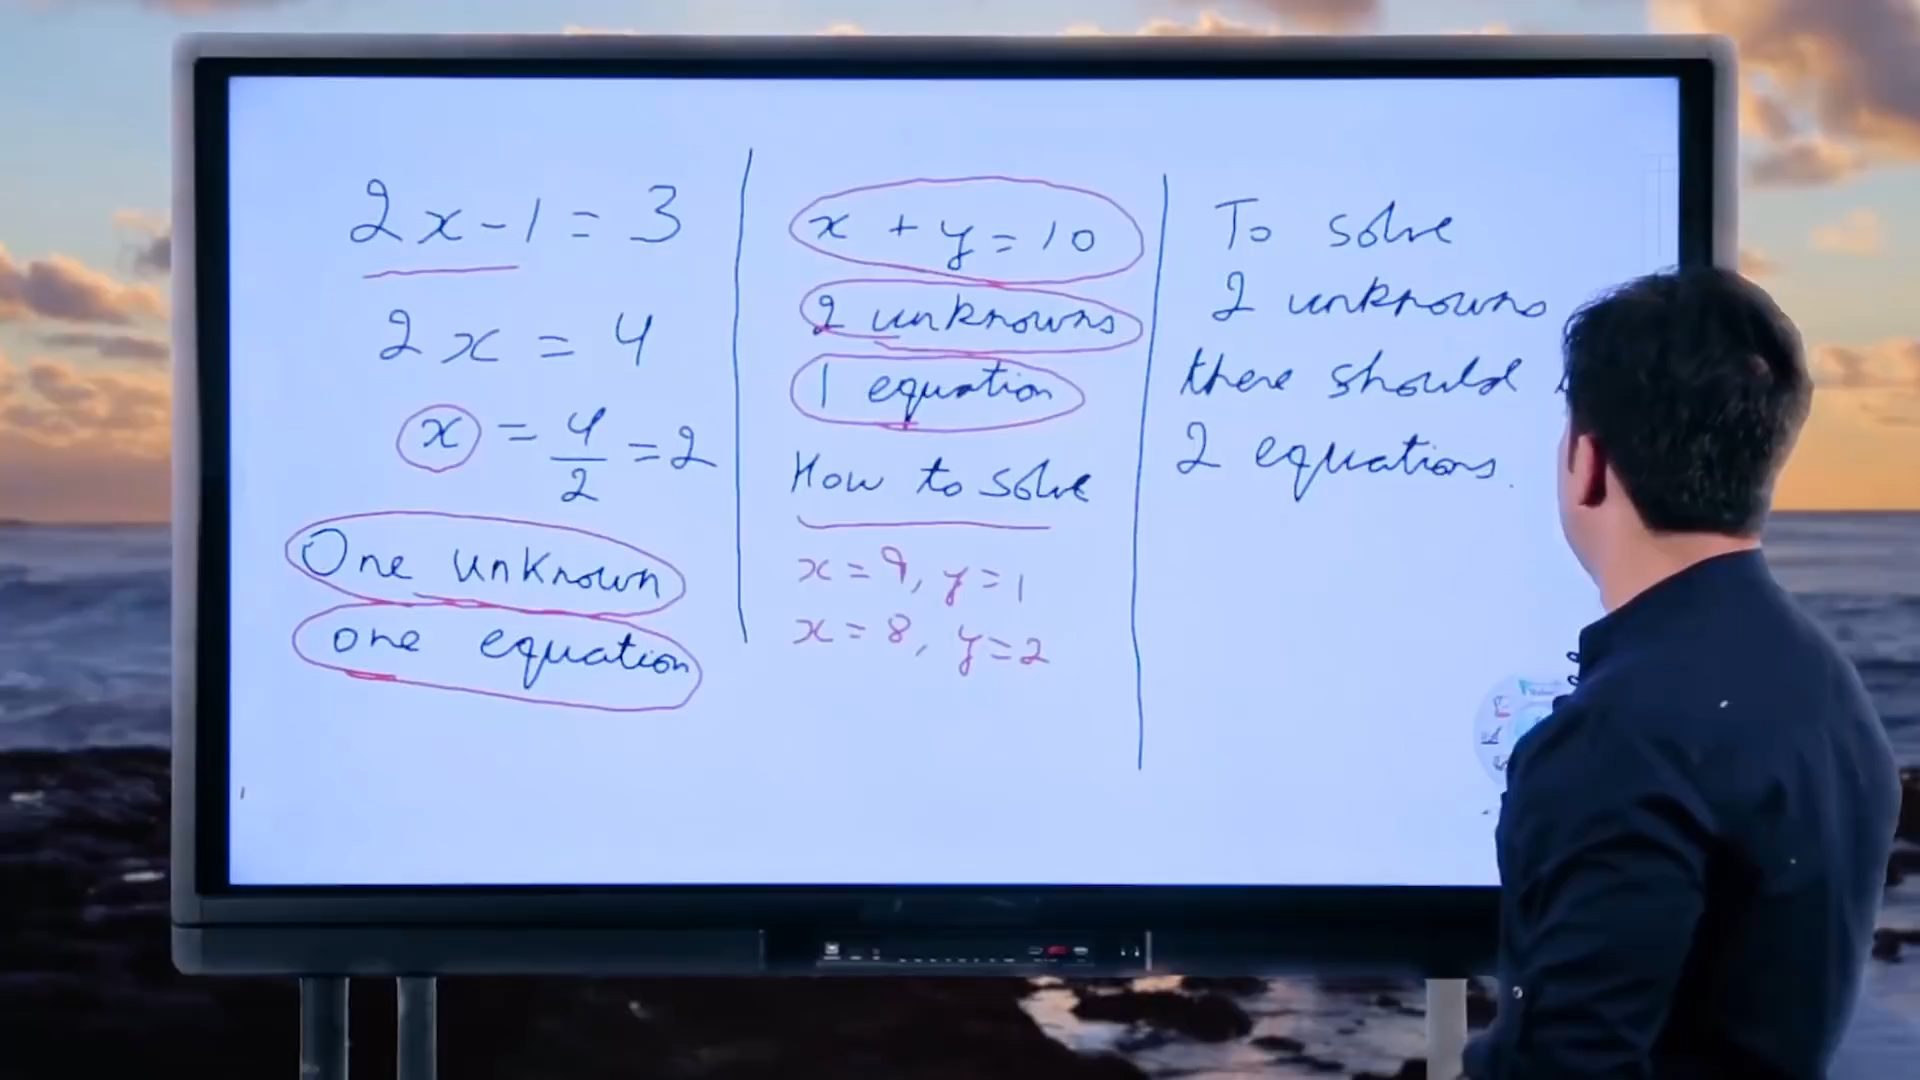 2x-1=3
2x=4
x=4/2=2
One unknown
one equation
x+y=10
2 unknowns
1 equation
How to solve
x=9, y=1
x=8, y=2
To solve
2 unknowns
there should
2 equations.